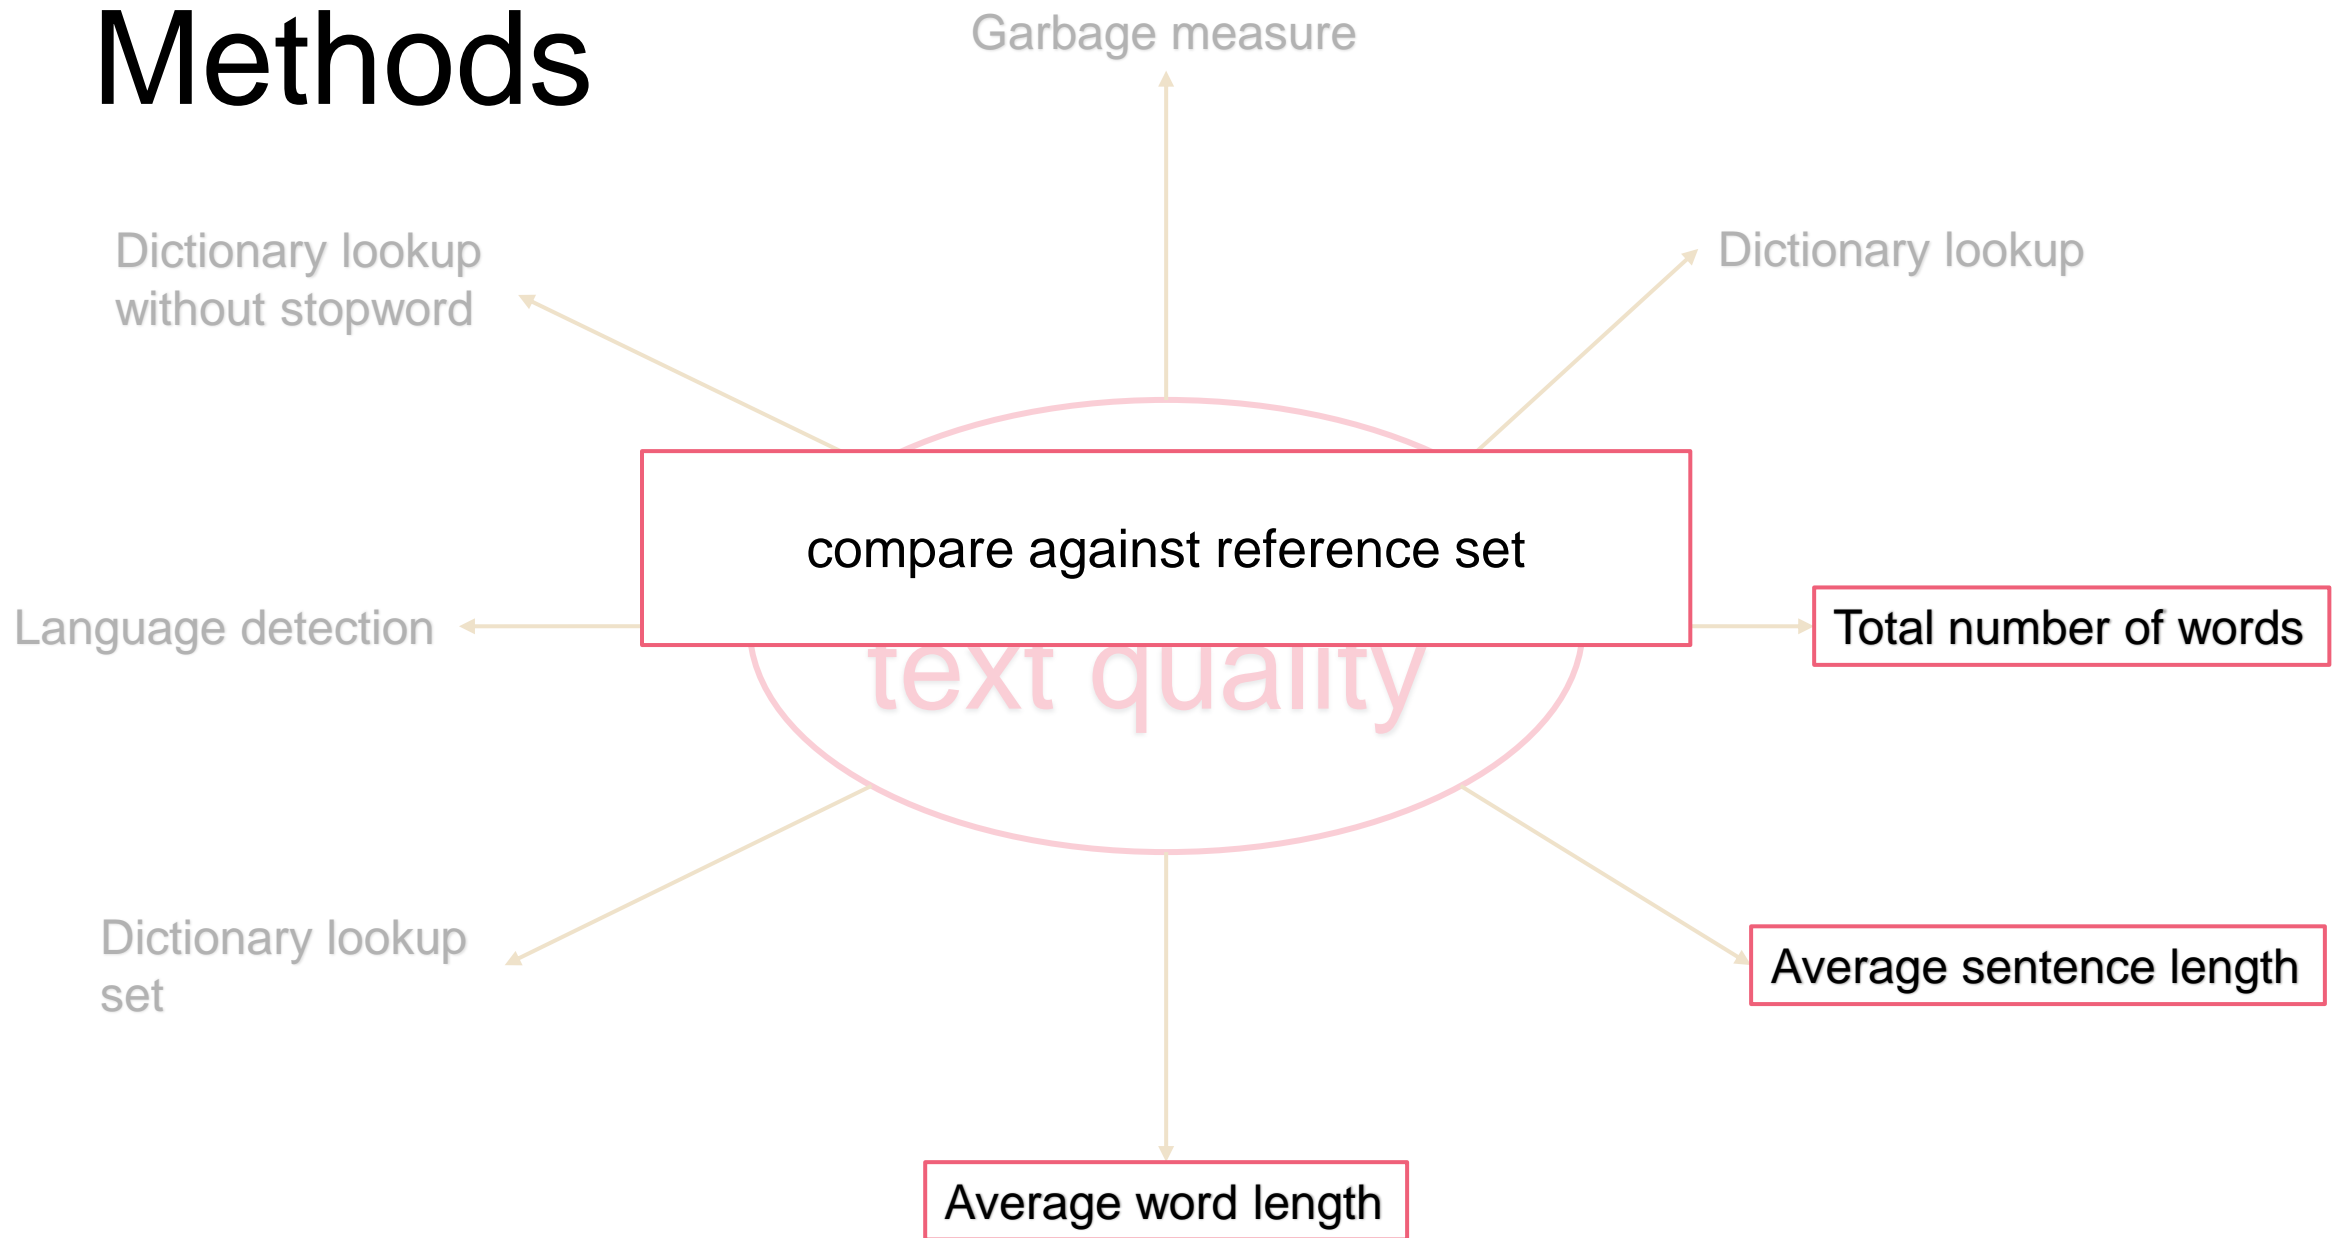 Methods
Garbage measure
Dictionary lookup
without stopword
Dictionary lookup
compare against reference set
Language detection
Total number of words
text quality
Dictionary lookup
set
Average sentence length
Average word length